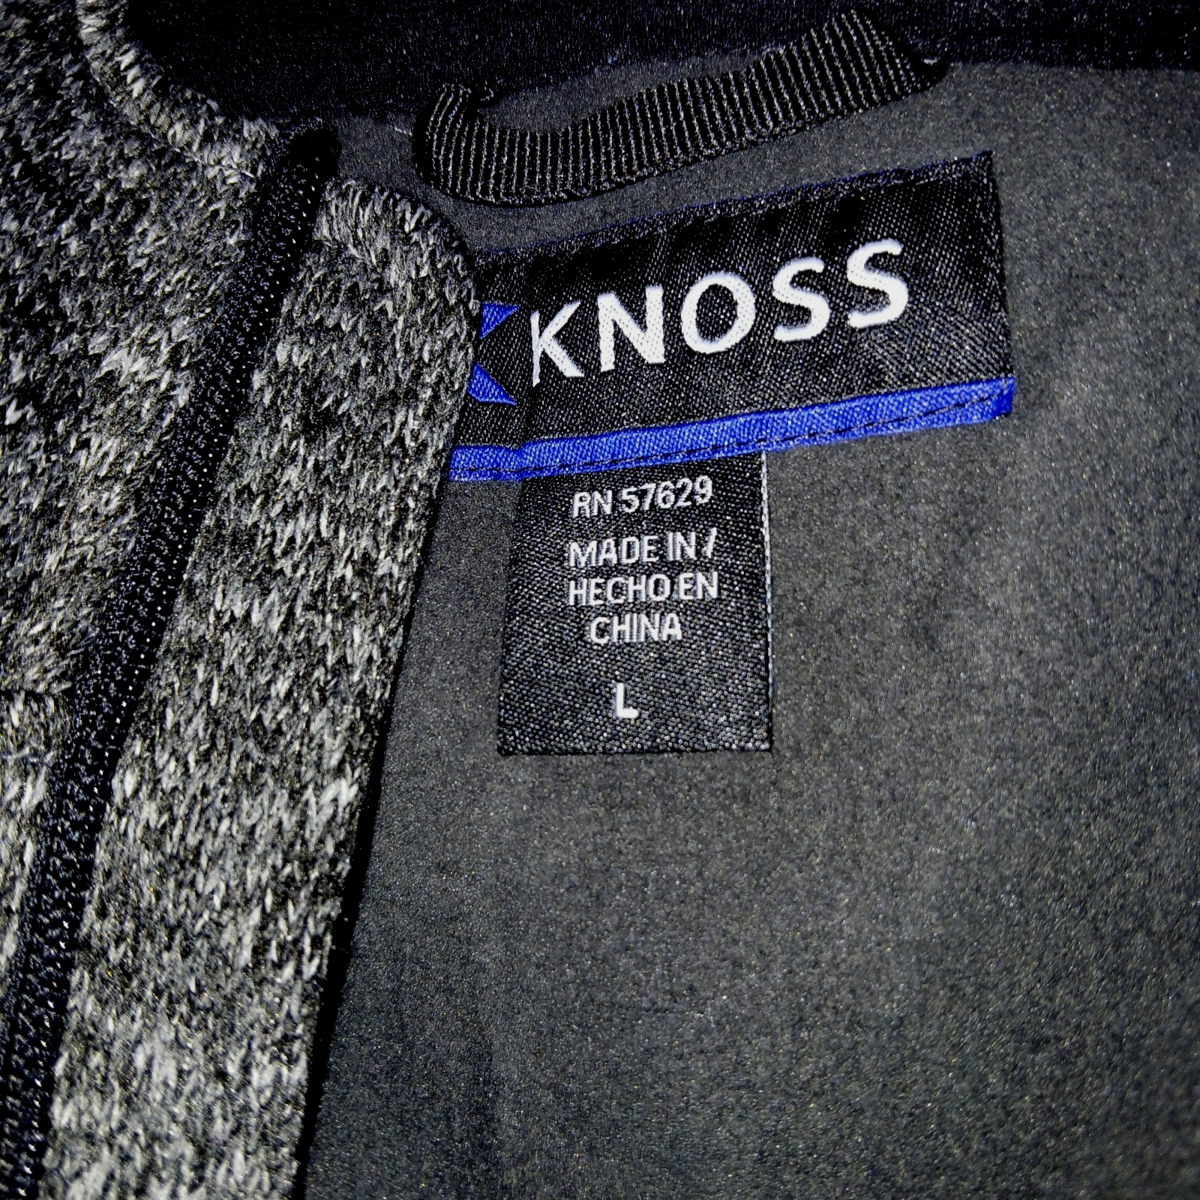 KNOSS
RN 57629
MADE IN /
HECHO EN
CHINA
L